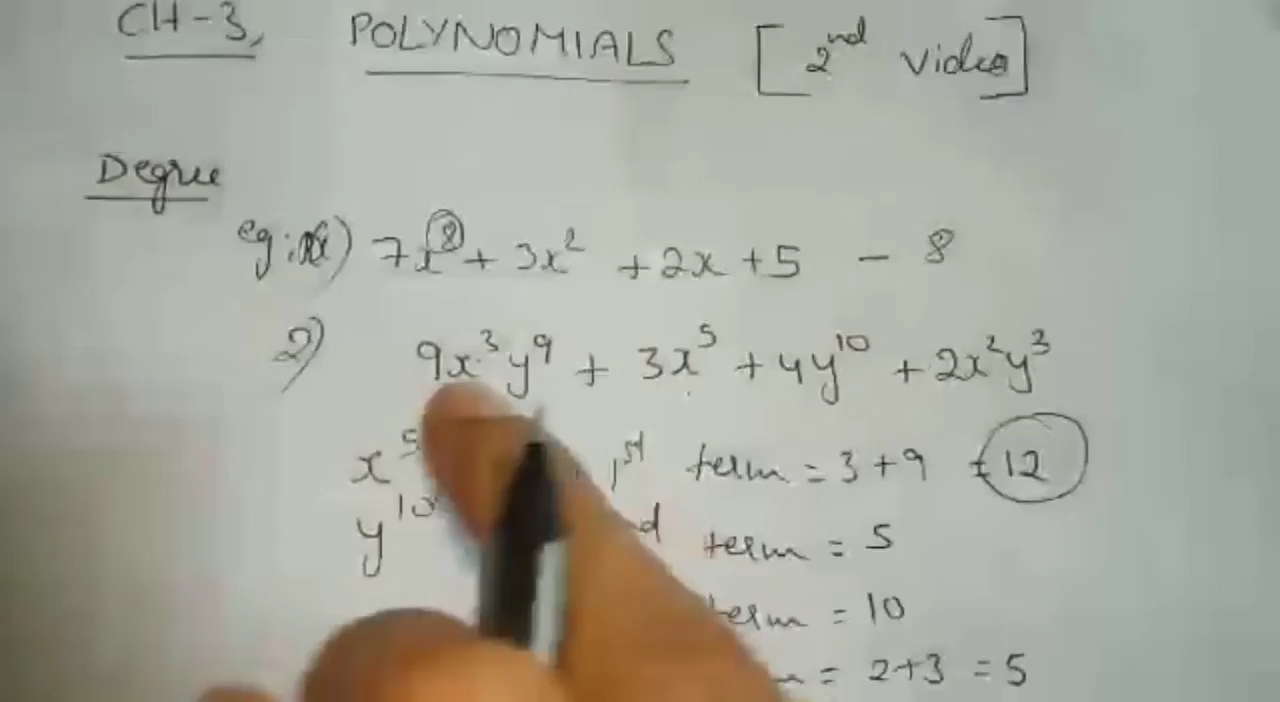 CH-3, POLYNOMIALS [2nd Video]
Degree
eg: 7x⁸ + 3x² + 2x + 5 - 8
2) 9x³y⁹ + 3x⁵ + 4y¹⁰ + 2x²y³
x⁵ 1st term = 3 + 9 = 12
y¹⁰ term = 5
term = 10
= 2+3 = 5